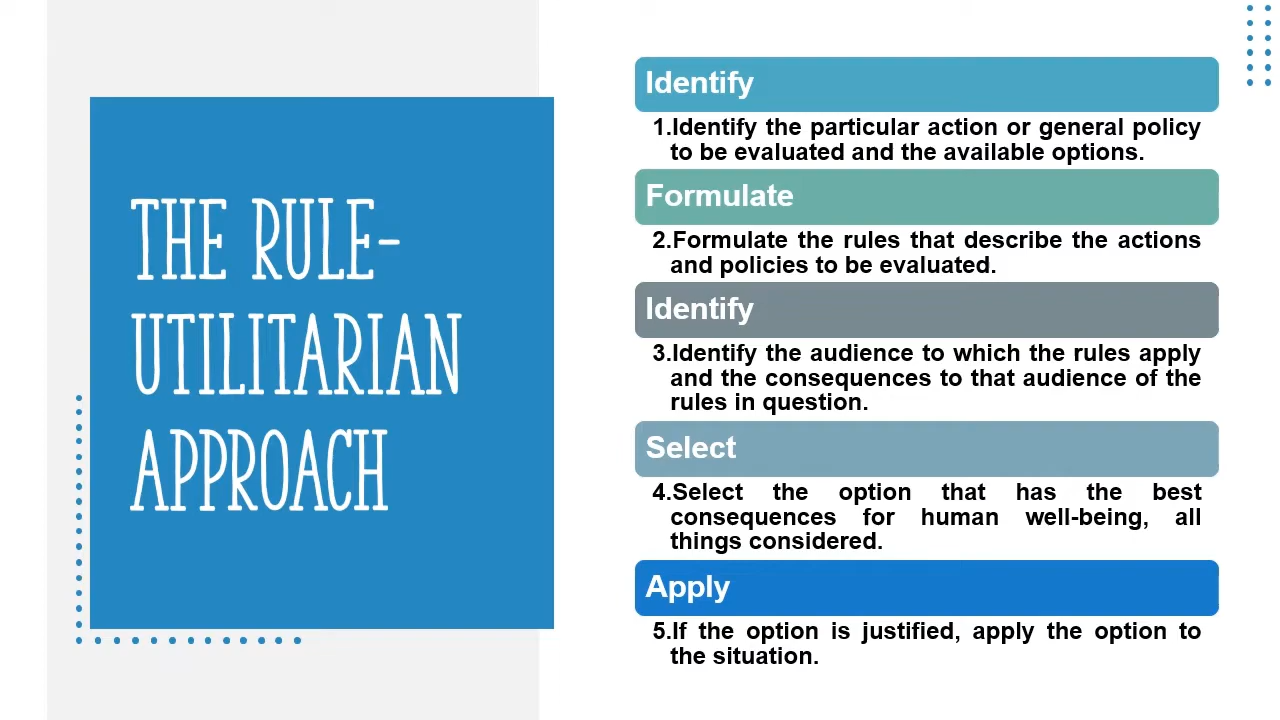 THE RULE-
UTILITARIAN
APPROACH
Identify
1.Identify the particular action or general policy
to be evaluated and the available options.
Formulate
2.Formulate the rules that describe the actions
and policies to be evaluated.
Identify
3.Identify the audience to which the rules apply
and the consequences to that audience of the
rules in question.
Select
4.Select the option that has the best
consequences for human well-being, all
things considered.
Apply
5.If the option is justified, apply the option to
the situation.